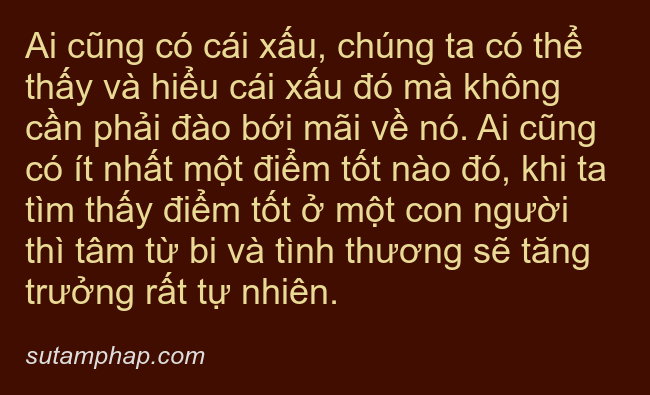 Ai cũng có cái xấu, chúng ta có thể
thấy và hiểu cái xấu đó mà không
cần phải đào bới mãi về nó. Ai cũng
có ít nhất một điểm tốt nào đó, khi ta
tìm thấy điểm tốt ở một con người
thì tâm từ bi và tình thương sẽ tăng
trưởng rất tự nhiên.
sutamphap.com